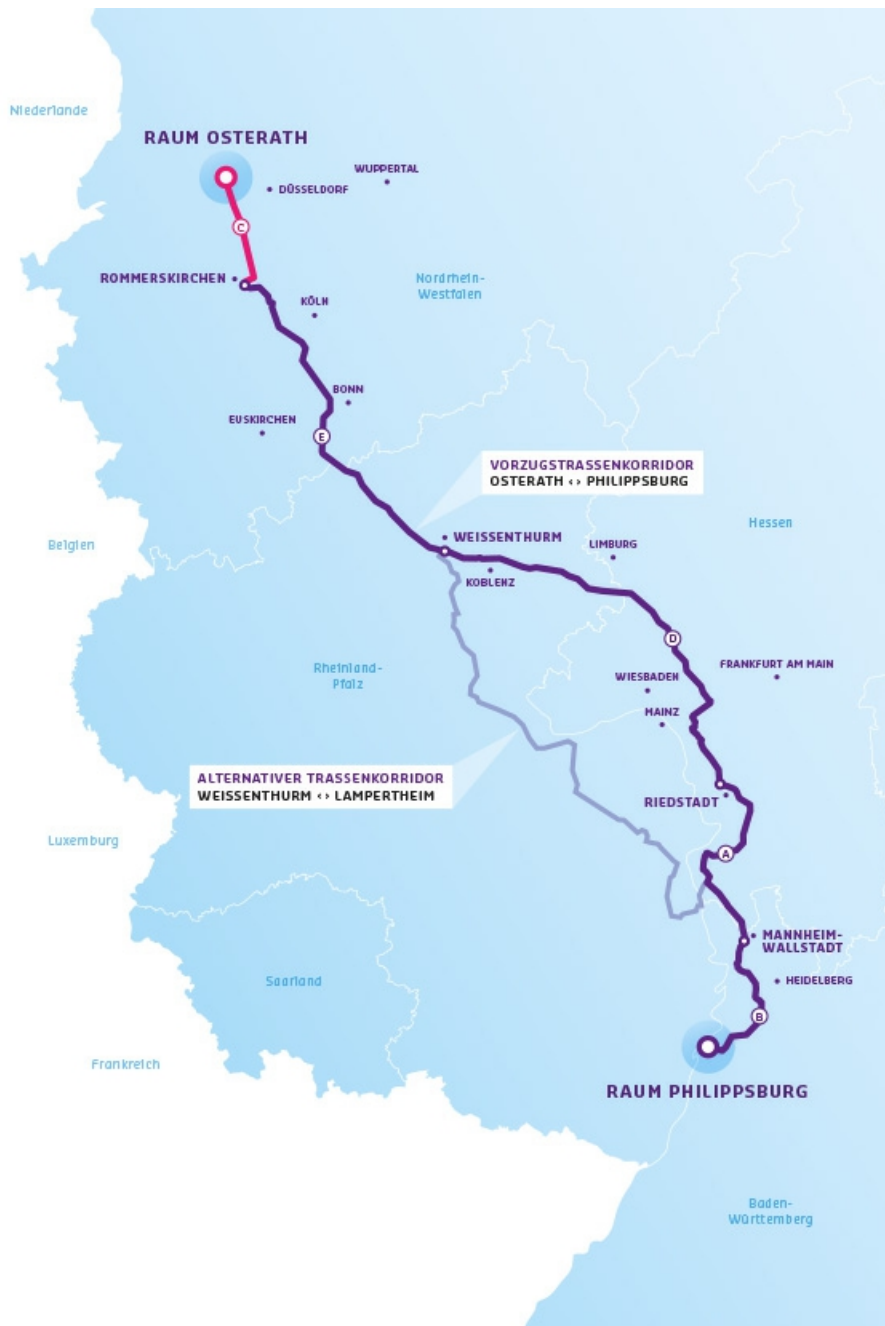 Niederlande
RAUM OSTERATH
WUPPERTAL
DÜSSELDORF
C
ROMMERSKIRCHEN
Nordrhein-
Westfalen
KÖLN
BONN
EUSKIRCHEN
E
VORZUGSTRASSENKORRIDOR
OSTERATH ‹› PHILIPPSBURG
Hessen
Belgien
WEISSENTHURM
LIMBURG
KOBLENZ
D
Rheinland-
Pfalz
FRANKFURT AM MAIN
WIESBADEN
MAINZ
ALTERNATIVER TRASSENKORRIDOR
WEISSENTHURM ‹› LAMPERTHEIM
RIEDSTADT
Luxemburg
A
MANNHEIM-
WALLSTADT
Saarland
HEIDELBERG
B
Frankreich
RAUM PHILIPPSBURG
Baden-
Württemberg